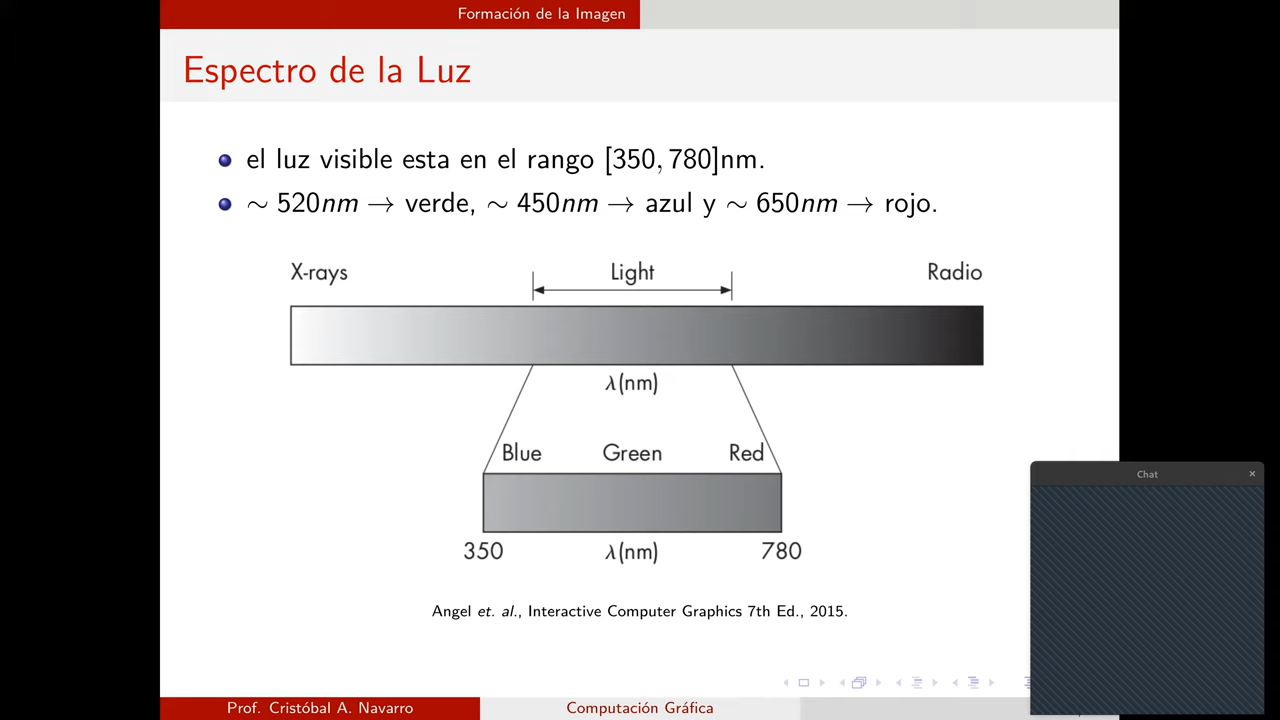 Formación de la Imagen
Espectro de la Luz
el luz visible esta en el rango [350, 780]nm.
∼ 520nm → verde, ∼ 450nm → azul y ∼ 650nm → rojo.
X-rays Light Radio
λ(nm)
Blue Green Red
350 λ(nm) 780
Angel et. al., Interactive Computer Graphics 7th Ed., 2015.
Chat
Prof. Cristóbal A. Navarro Computación Gráfica